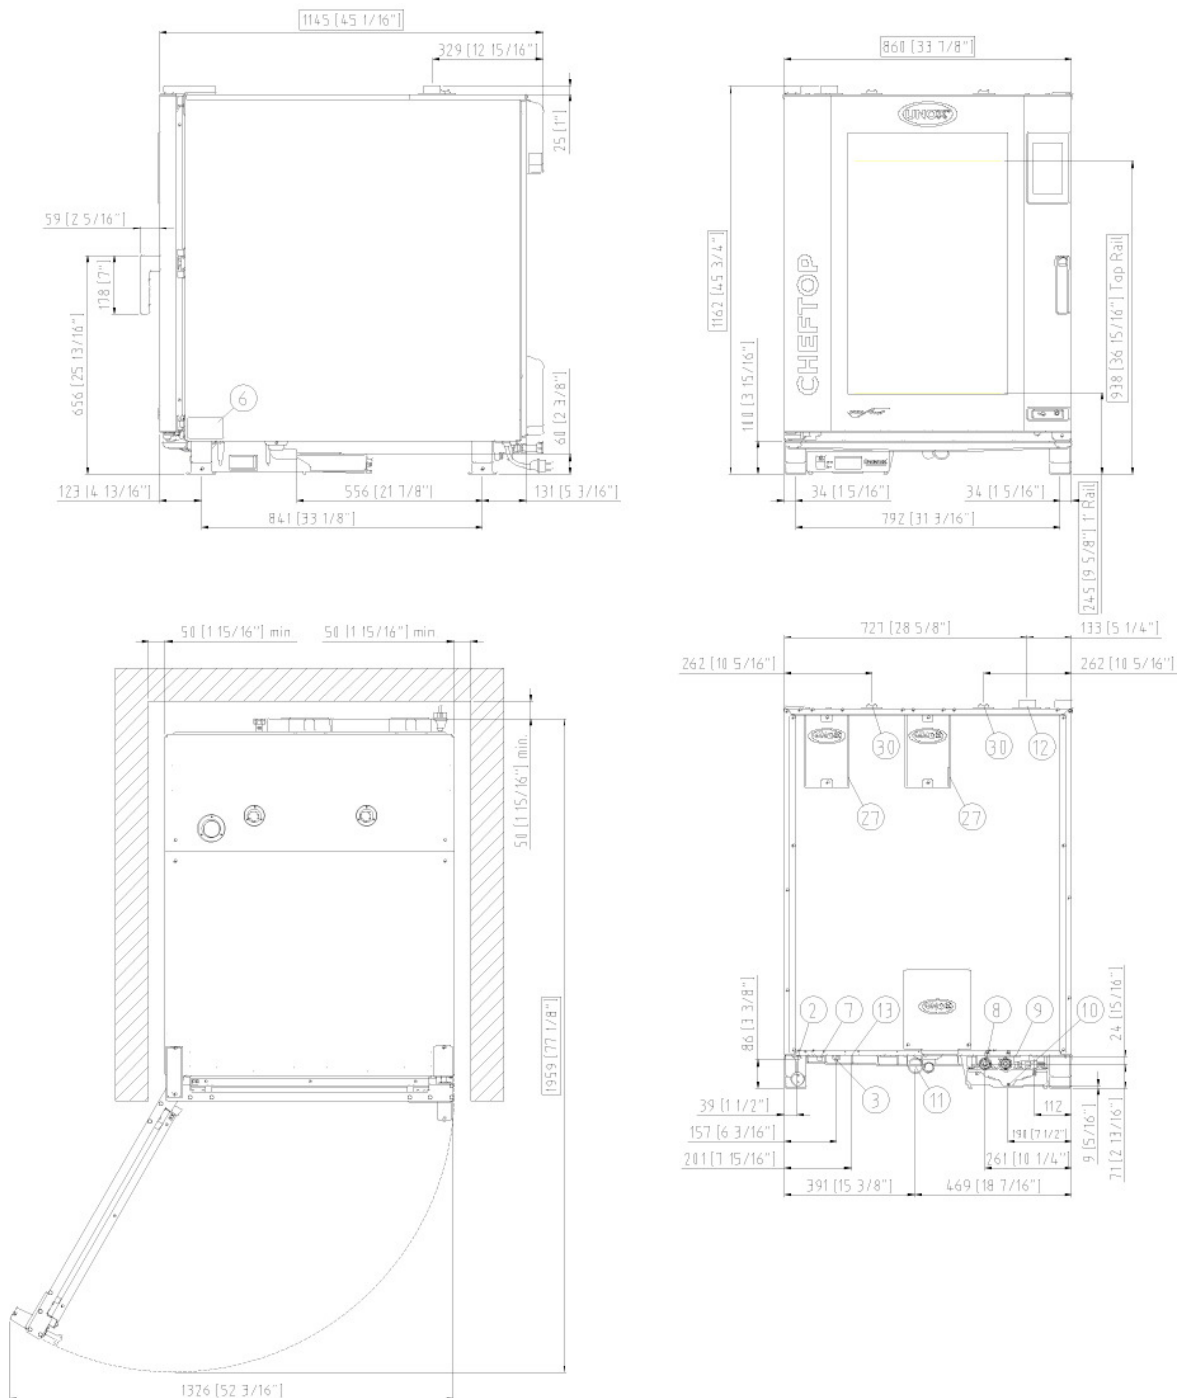 1145 [45 1/16"]
329 [12 15/16"]
25 [1"]
59 [2 5/16"]
178 [7"]
656 [25 13/16"]
6
60 [2 3/8"]
123 [4 13/16"]
556 [21 7/8"]
131 [5 3/16"]
841 [33 1/8"]
860 [33 7/8"]
UNOX
1162 [45 3/4"]
CHEFTOP
938 [36 15/16"] Top Rail
100 [3 15/16"]
34 [1 5/16"]
34 [1 5/16"]
792 [31 3/16"]
245 [9 5/8"] 1' Rail
50 [1 15/16"] min
50 [1 15/16"] min
50 [1 15/16"] min.
1959 [77 1/8"]
1326 [52 3/16"]
727 [28 5/8"]
133 [5 1/4"]
262 [10 5/16"]
262 [10 5/16"]
30
30
12
27
27
86 [3 3/8"]
2
7
13
8
9
10
24 [15/16"]
3
11
39 [1 1/2"]
112
157 [6 3/16"]
190 [7 1/2"]
9 [5/16"]
71 [2 13/16"]
201 [7 15/16"]
261 [10 1/4"]
391 [15 3/8"]
469 [18 7/16"]